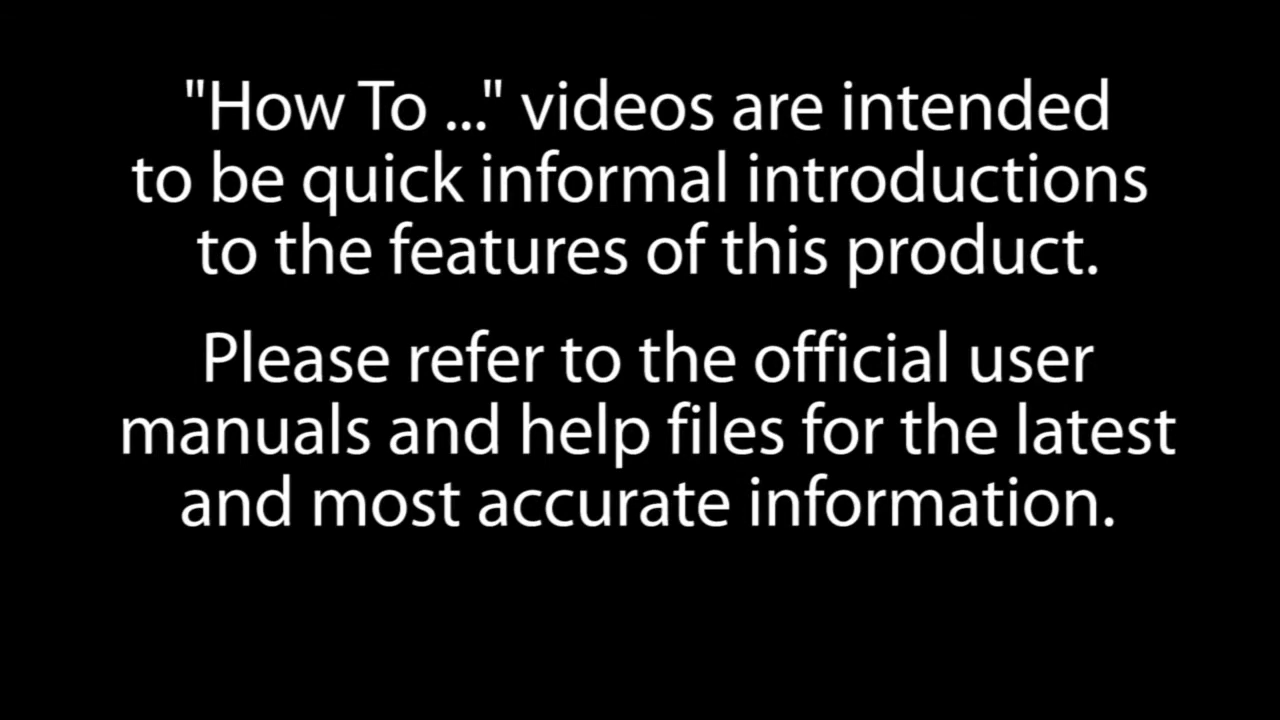 "How To ..." videos are intended
to be quick informal introductions
to the features of this product.
Please refer to the official user
manuals and help files for the latest
and most accurate information.